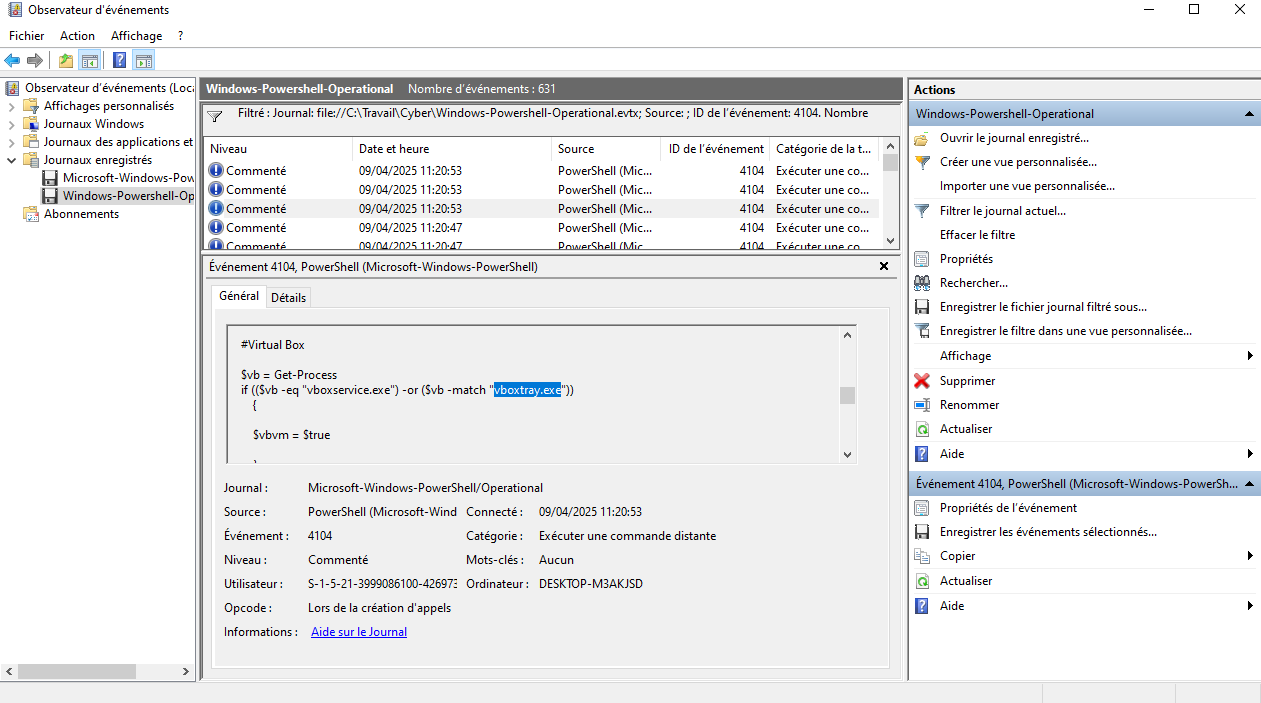 Observateur d'événements
Fichier Action Affichage ?
Observateur d'événements (Loca
Affichages personnalisés
Journaux Windows
Journaux des applications et
Journaux enregistrés
Microsoft-Windows-Pow
Windows-Powershell-Op
Abonnements
Windows-Powershell-Operational Nombre d'événements : 631
Filtré : Journal: file://C:\Travail\Cyber\Windows-Powershell-Operational.evtx; Source: ; ID de l'événement: 4104. Nombre
Niveau Date et heure Source ID de l'événement Catégorie de la t...
Commenté 09/04/2025 11:20:53 PowerShell (Mic... 4104 Exécuter une co...
Commenté 09/04/2025 11:20:53 PowerShell (Mic... 4104 Exécuter une co...
Commenté 09/04/2025 11:20:53 PowerShell (Mic... 4104 Exécuter une co...
Commenté 09/04/2025 11:20:47 PowerShell (Mic... 4104 Exécuter une co...
Commenté 09/04/2025 11:20:47 PowerShell (Mic... 4104 Exécuter une co...
Événement 4104, PowerShell (Microsoft-Windows-PowerShell)
Général Détails
#Virtual Box
$vb = Get-Process
if (($vb -eq "vboxservice.exe") -or ($vb -match "vboxtray.exe"))
{
$vbvm = $true
}
Journal : Microsoft-Windows-PowerShell/Operational
Source : PowerShell (Microsoft-Wind Connecté : 09/04/2025 11:20:53
Événement : 4104 Catégorie : Exécuter une commande distante
Niveau : Commenté Mots-clés : Aucun
Utilisateur : S-1-5-21-3999086100-426973 Ordinateur : DESKTOP-M3AKJSD
Opcode : Lors de la création d'appels
Informations : Aide sur le Journal
Actions
Windows-Powershell-Operational
Ouvrir le journal enregistré...
Créer une vue personnalisée...
Importer une vue personnalisée...
Filtrer le journal actuel...
Effacer le filtre
Propriétés
Rechercher...
Enregistrer le fichier journal filtré sous...
Enregistrer le filtre dans une vue personnalisée...
Affichage
Supprimer
Renommer
Actualiser
Aide
Événement 4104, PowerShell (Microsoft-Windows-PowerSh...
Propriétés de l'événement
Enregistrer les événements sélectionnés...
Copier
Actualiser
Aide